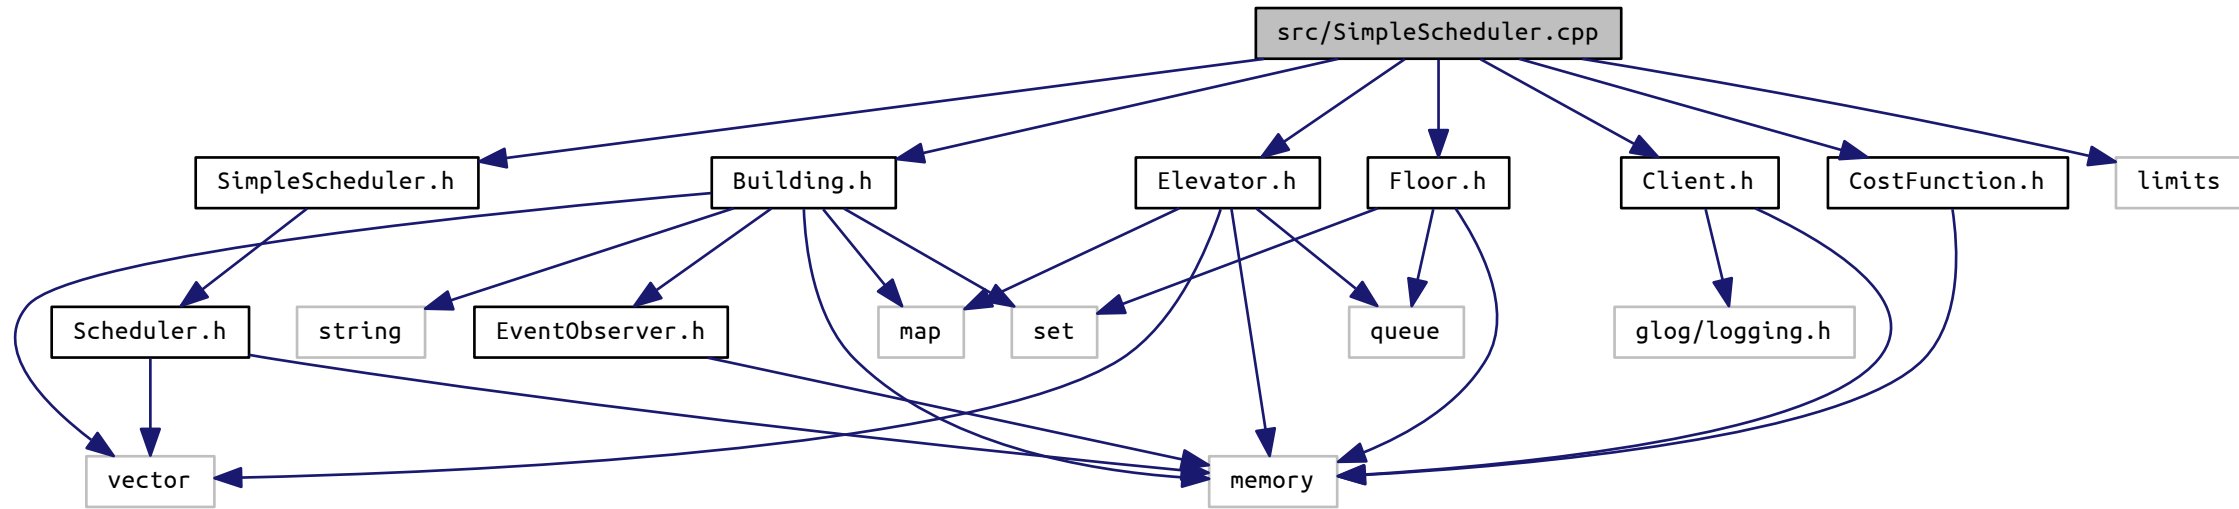 src/SimpleScheduler.cpp
SimpleScheduler.h
Building.h
Elevator.h
Floor.h
Client.h
CostFunction.h
limits
Scheduler.h
string
EventObserver.h
map
set
queue
glog/logging.h
vector
memory